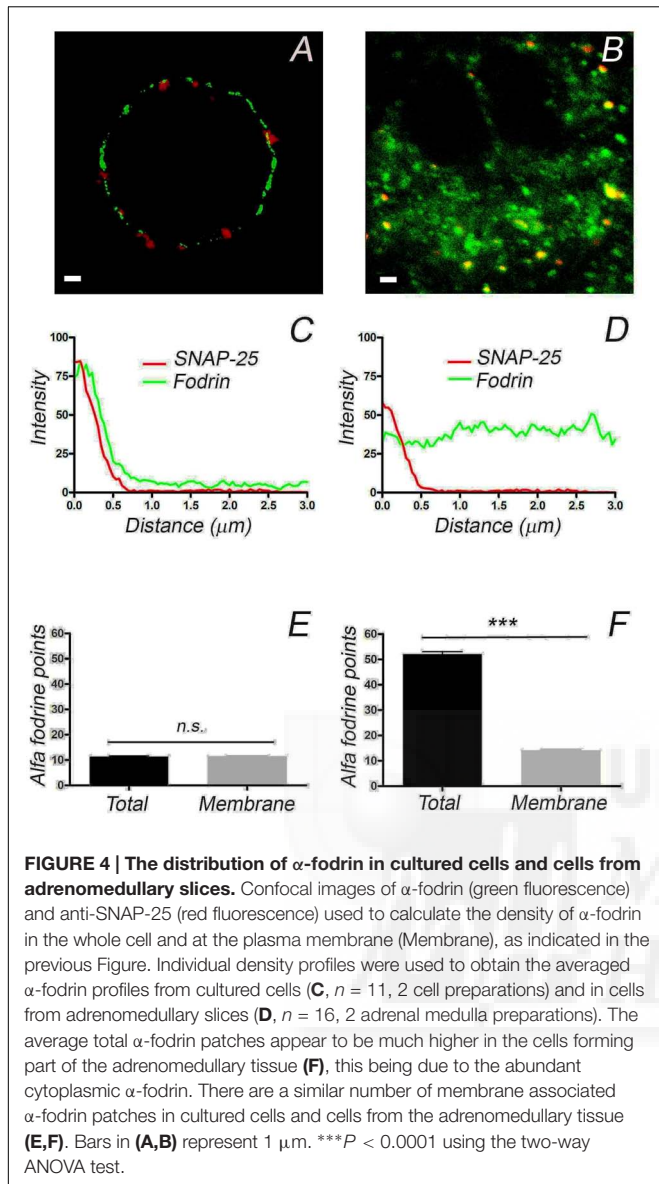 A
B
C
D
100
75
50
25
0
Intensity
SNAP-25
Fodrin
0.0 0.5 1.0 1.5 2.0 2.5 3.0
Distance (μm)
100
75
50
25
0
Intensity
SNAP-25
Fodrin
0.0 0.5 1.0 1.5 2.0 2.5 3.0
Distance (μm)
E
F
60
50
40
30
20
10
0
Alfa fodrine points
n.s.
Total Membrane
60
50
40
30
20
10
0
Alfa fodrine points
***
Total Membrane
FIGURE 4 | The distribution of α-fodrin in cultured cells and cells from
adrenomedullary slices. Confocal images of α-fodrin (green fluorescence)
and anti-SNAP-25 (red fluorescence) used to calculate the density of α-fodrin
in the whole cell and at the plasma membrane (Membrane), as indicated in the
previous Figure. Individual density profiles were used to obtain the averaged
α-fodrin profiles from cultured cells (C, n = 11, 2 cell preparations) and in cells
from adrenomedullary slices (D, n = 16, 2 adrenal medulla preparations). The
average total α-fodrin patches appear to be much higher in the cells forming
part of the adrenomedullary tissue (F), this being due to the abundant
cytoplasmic α-fodrin. There are a similar number of membrane associated
α-fodrin patches in cultured cells and cells from the adrenomedullary tissue
(E,F). Bars in (A,B) represent 1 μm. ***P < 0.0001 using the two-way
ANOVA test.